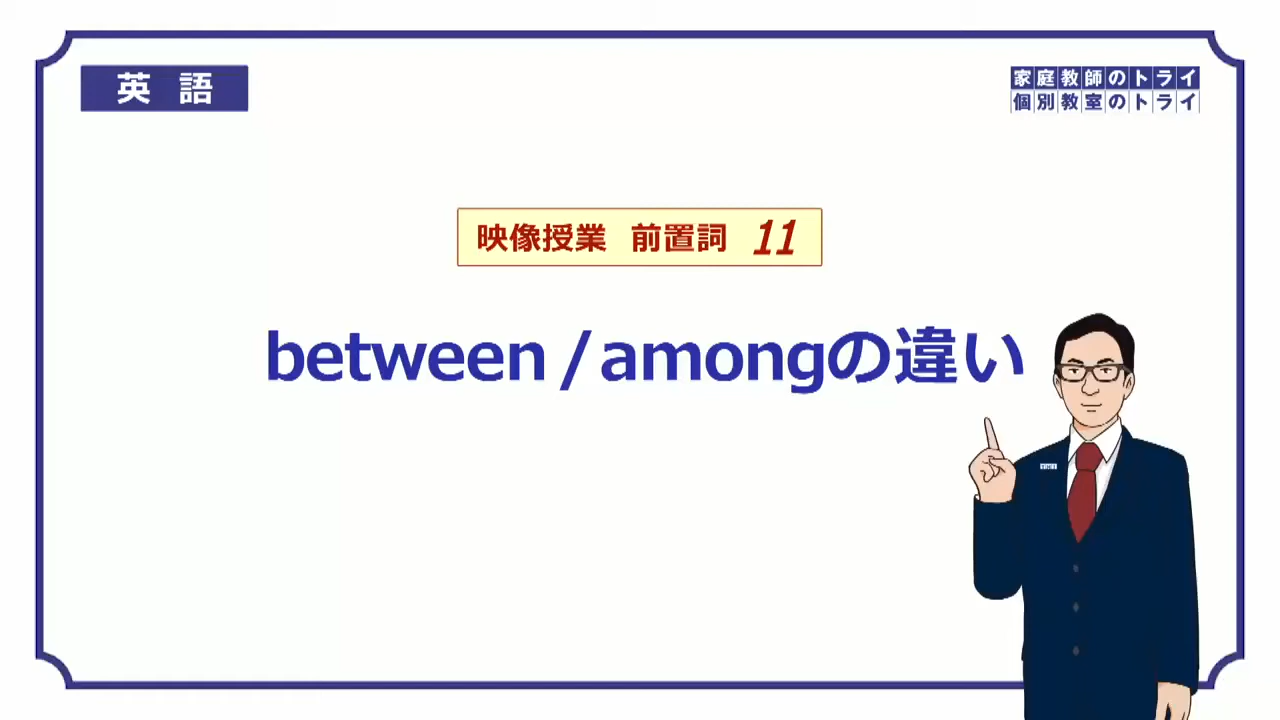 英語
家庭教師のトライ
個別教室のトライ
映像授業 前置詞 11
between / amongの違い